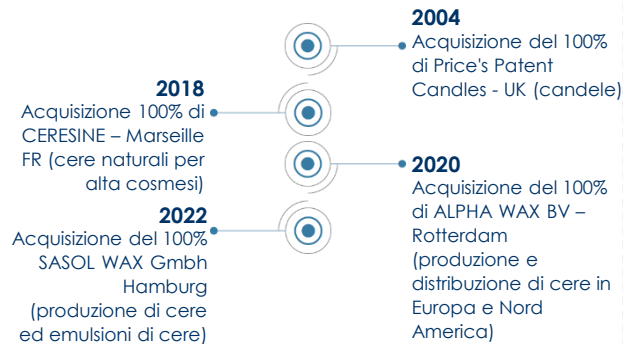 2004
Acquisizione del 100%
di Price's Patent
Candles - UK (candele)
2018
Acquisizione 100% di
CERESINE – Marseille
FR (cere naturali per
alta cosmesi)
2020
Acquisizione del 100%
di ALPHA WAX BV –
Rotterdam
(produzione e
distribuzione di cere in
Europa e Nord
America)
2022
Acquisizione del 100%
SASOL WAX Gmbh
Hamburg
(produzione di cere
ed emulsioni di cere)